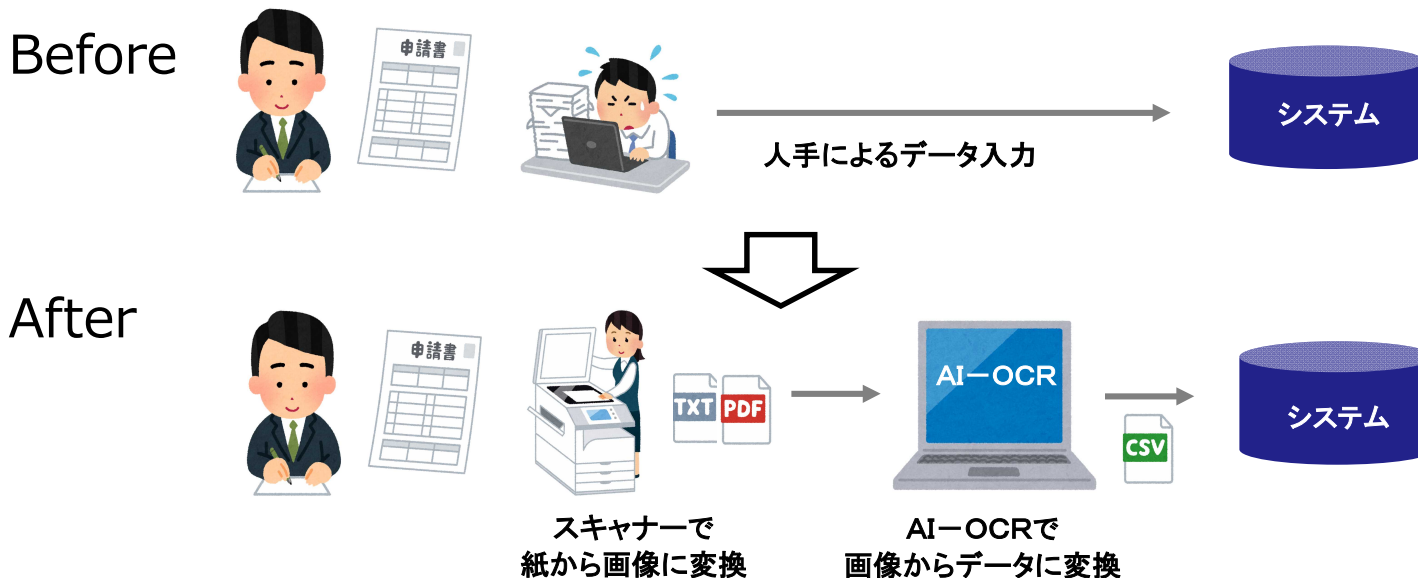 Before
申請書
人手によるデータ入力
システム
After
申請書
TXT
PDF
AI－OCR
CSV
システム
スキャナーで
紙から画像に変換
AI－OCRで
画像からデータに変換